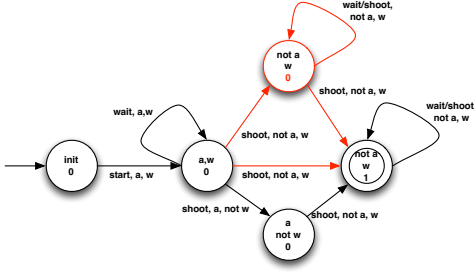 wait/shoot,
not a, w
not a
w
0
shoot, not a, w
wait, a,w
wait/shoot
not a, w
shoot, not a, w
init
0
a,w
0
not a
w
1
start, a, w
shoot, not a, w
shoot, a, not w
a
not w
0
shoot, not a, w